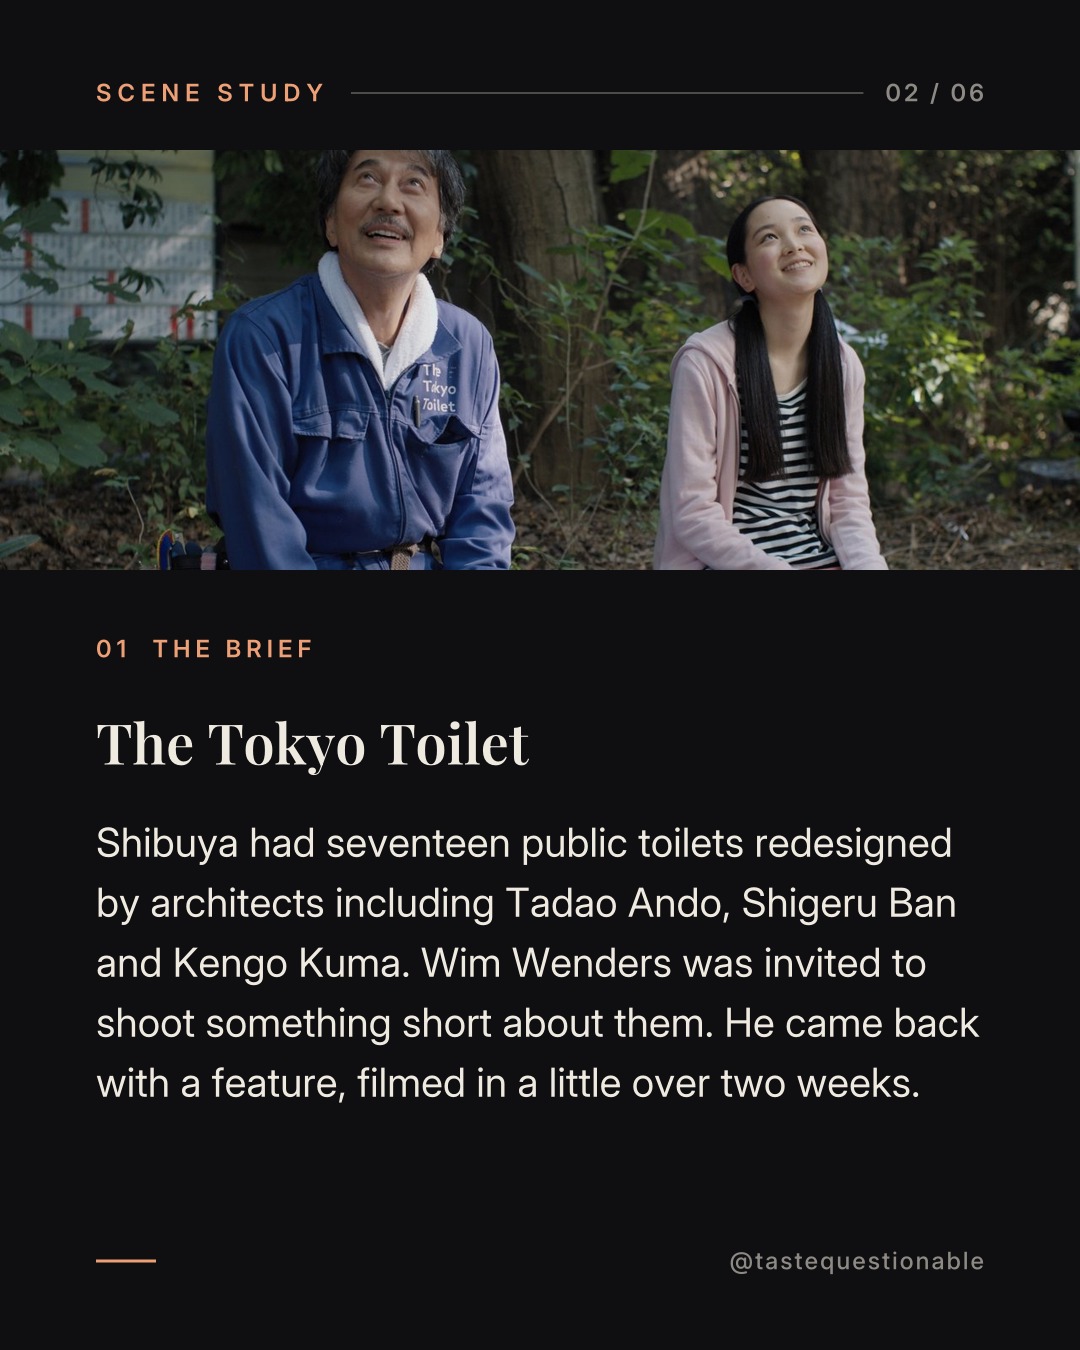 SCENE STUDY
02 / 06
The
Tokyo
Toilet
01 THE BRIEF
The Tokyo Toilet
Shibuya had seventeen public toilets redesigned
by architects including Tadao Ando, Shigeru Ban
and Kengo Kuma. Wim Wenders was invited to
shoot something short about them. He came back
with a feature, filmed in a little over two weeks.
@tastequestionable